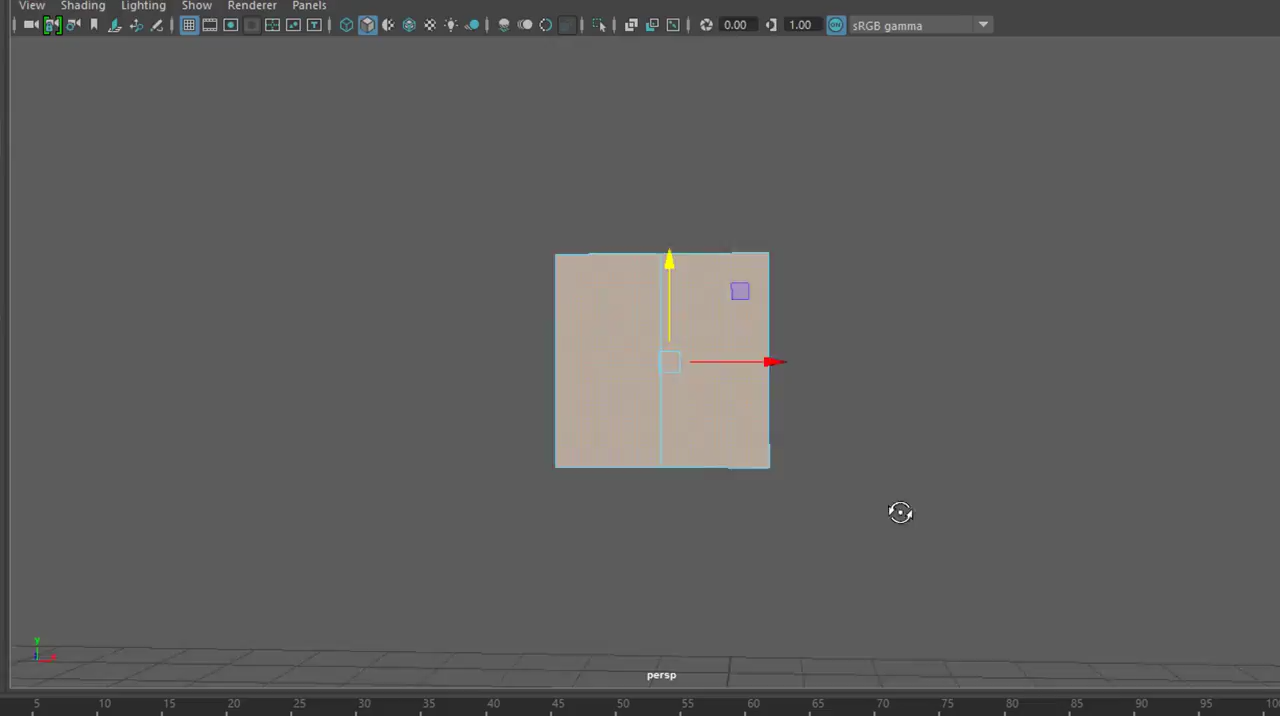 View Shading Lighting Show Renderer Panels
0.00 1.00 ON sRGB gamma
y
persp
5 10 15 20 25 30 35 40 45 50 55 60 65 70 75 80 85 90 95